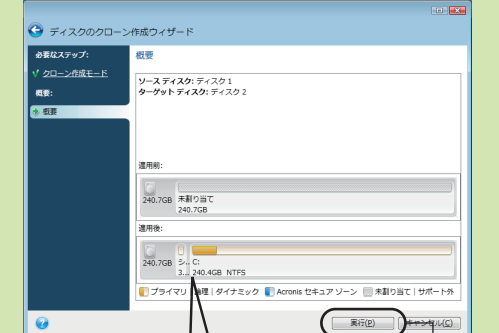 ディスクのクローン作成ウィザード
必要なステップ:
クローン作成モード
概要:
概要
概要
ソース ディスク: ディスク 1
ターゲット ディスク: ディスク 2
適用前:
240.7GB
未割り当て
240.7GB
適用後:
240.7GB
シ...
3...
C:
240.4GB NTFS
プライマリ
論理 | ダイナミック
Acronis セキュア ゾーン
未割り当て | サポート外
実行(P)
キャンセル(C)